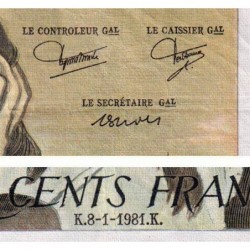 LE CONTROLEUR GAL LE CAISSIER GAL
LE SECRÉTAIRE GAL
CENTS FRAN
K.8-1-1981.K.